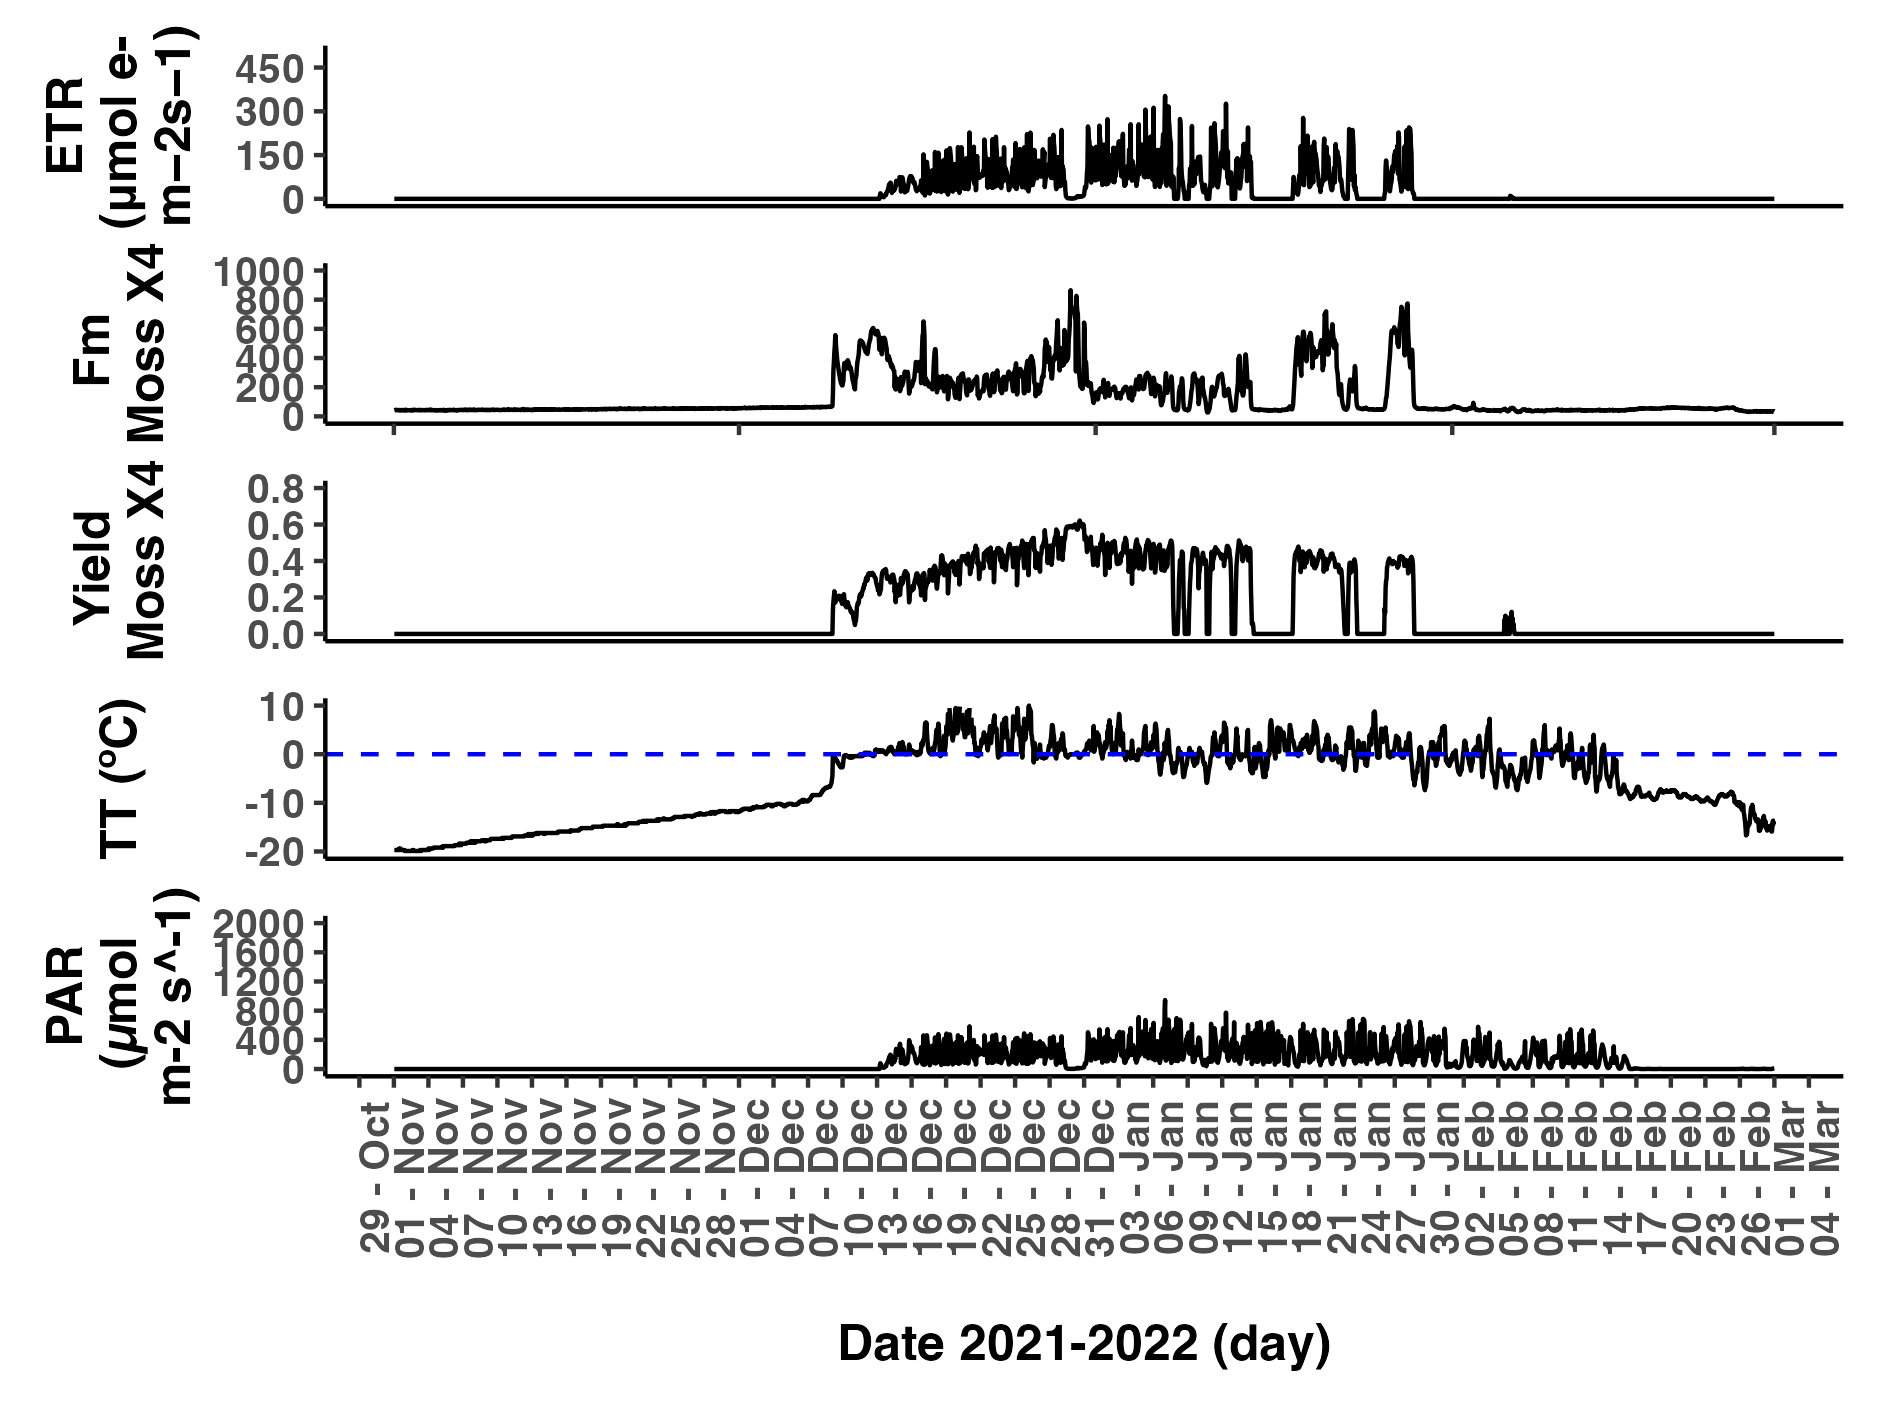 ETR
(µmol e-
m−2s−1)
450
300
150
0
Fm
Moss X4
1000
800
600
400
200
0
Yield
Moss X4
0.8
0.6
0.4
0.2
0.0
TT (ºC)
10
0
-10
-20
PAR
(µmol
m-2 s^-1)
2000
1600
1200
800
400
0
29 - Oct
01 - Nov
04 - Nov
07 - Nov
10 - Nov
13 - Nov
16 - Nov
19 - Nov
22 - Nov
25 - Nov
28 - Nov
01 - Dec
04 - Dec
07 - Dec
10 - Dec
13 - Dec
16 - Dec
19 - Dec
22 - Dec
25 - Dec
28 - Dec
31 - Dec
03 - Jan
06 - Jan
09 - Jan
12 - Jan
15 - Jan
18 - Jan
21 - Jan
24 - Jan
27 - Jan
30 - Jan
02 - Feb
05 - Feb
08 - Feb
11 - Feb
14 - Feb
17 - Feb
20 - Feb
23 - Feb
26 - Feb
01 - Mar
04 - Mar
Date 2021-2022 (day)